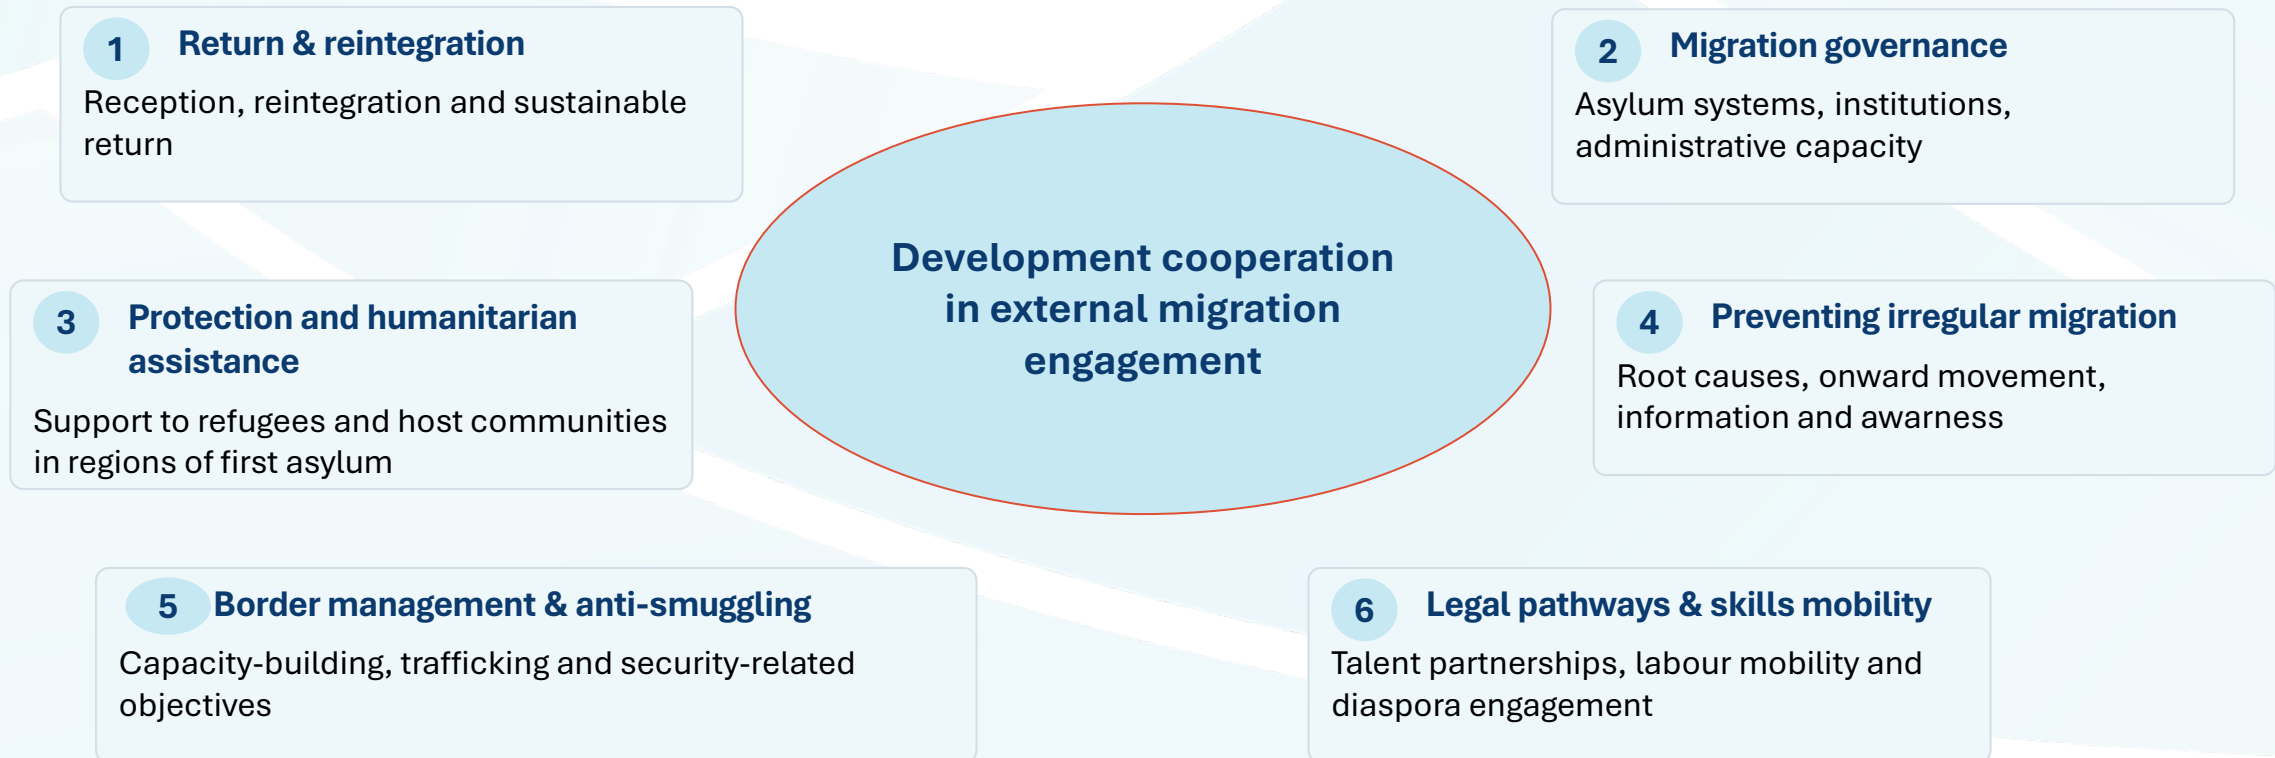 1 Return & reintegration
Reception, reintegration and sustainable
return
2 Migration governance
Asylum systems, institutions,
administrative capacity
Development cooperation
in external migration
engagement
3 Protection and humanitarian
assistance
Support to refugees and host communities
in regions of first asylum
4 Preventing irregular migration
Root causes, onward movement,
information and awarness
5 Border management & anti-smuggling
Capacity-building, trafficking and security-related
objectives
6 Legal pathways & skills mobility
Talent partnerships, labour mobility and
diaspora engagement